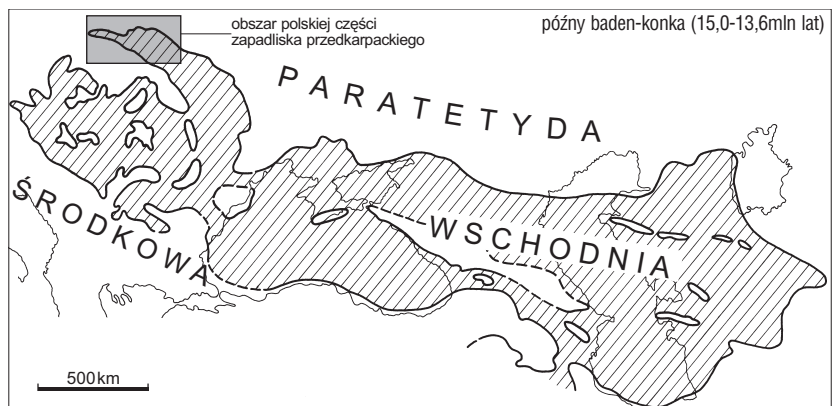 obszar polskiej części
zapadliska przedkarpackiego
późny baden-konka (15,0-13,6mln lat)
PARATETYDA
ŚRODKOWA
WSCHODNIA
500km